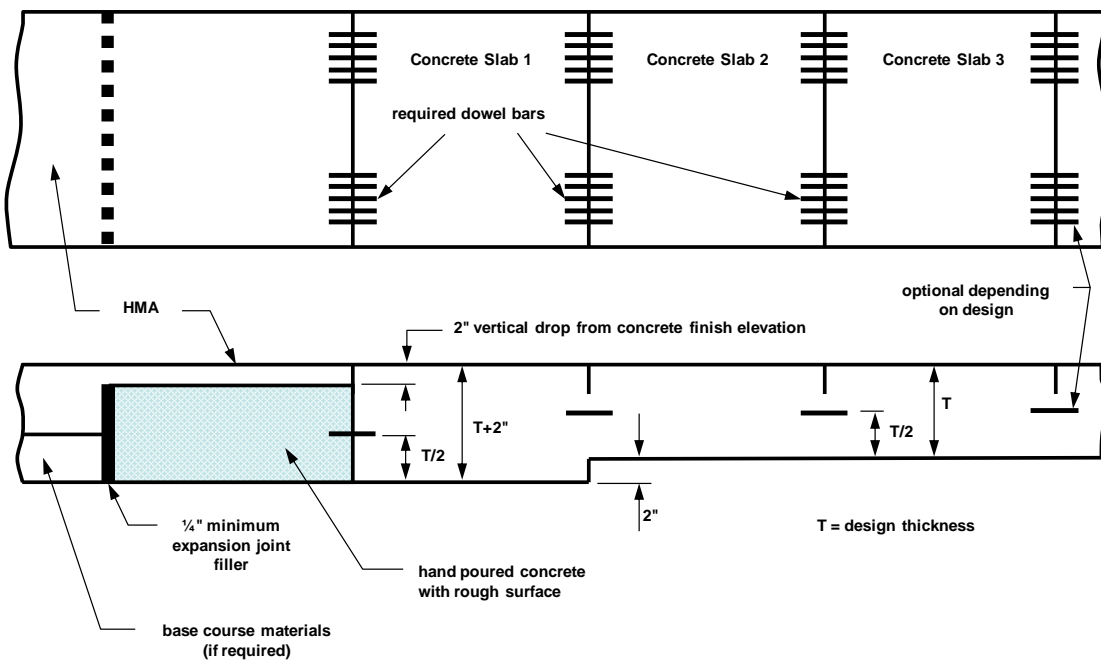 Concrete Slab 1
Concrete Slab 2
Concrete Slab 3
required dowel bars
HMA
optional depending
on design
2" vertical drop from concrete finish elevation
T+2"
T/2
T/2
T
2"
¼" minimum
expansion joint
filler
T = design thickness
hand poured concrete
with rough surface
base course materials
(if required)